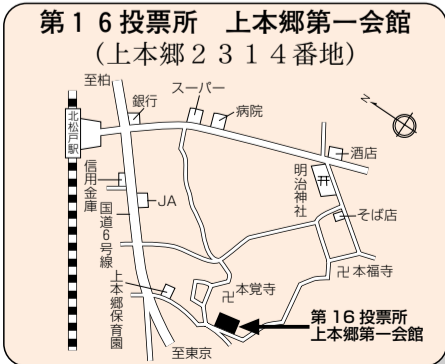 第16投票所 上本郷第一会館
（上本郷2314番地）
至柏
銀行
スーパー
病院
N
北松戸駅
酒店
信用金庫
明治神社
JA
国道6号線
そば店
卍本福寺
卍本覚寺
上本郷保育園
第16投票所
上本郷第一会館
至東京